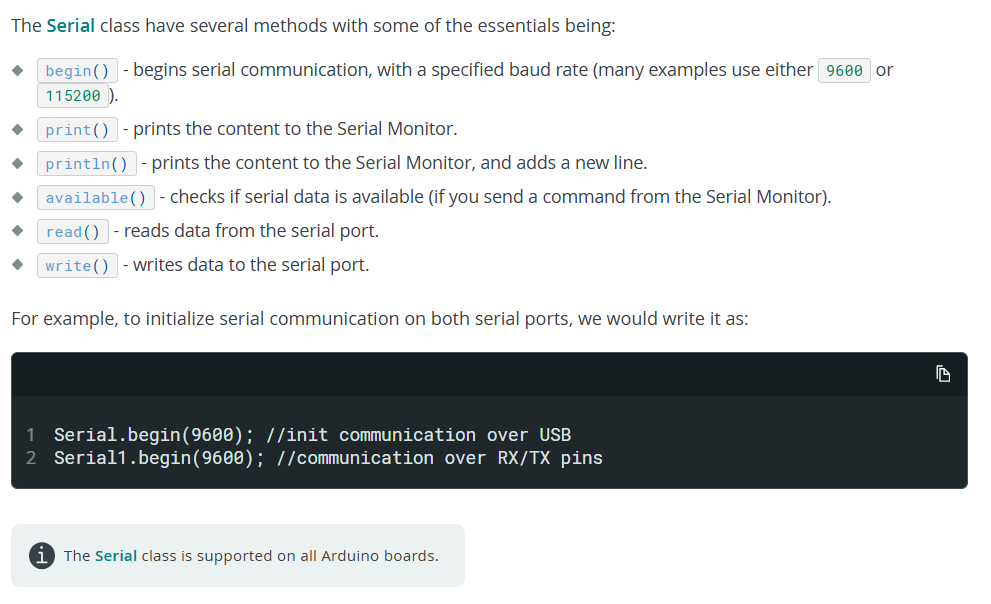 The Serial class have several methods with some of the essentials being:
begin() - begins serial communication, with a specified baud rate (many examples use either 9600 or
115200 ).
print() - prints the content to the Serial Monitor.
println() - prints the content to the Serial Monitor, and adds a new line.
available() - checks if serial data is available (if you send a command from the Serial Monitor).
read() - reads data from the serial port.
write() - writes data to the serial port.
For example, to initialize serial communication on both serial ports, we would write it as:
1 Serial.begin(9600); //init communication over USB
2 Serial1.begin(9600); //communication over RX/TX pins
The Serial class is supported on all Arduino boards.